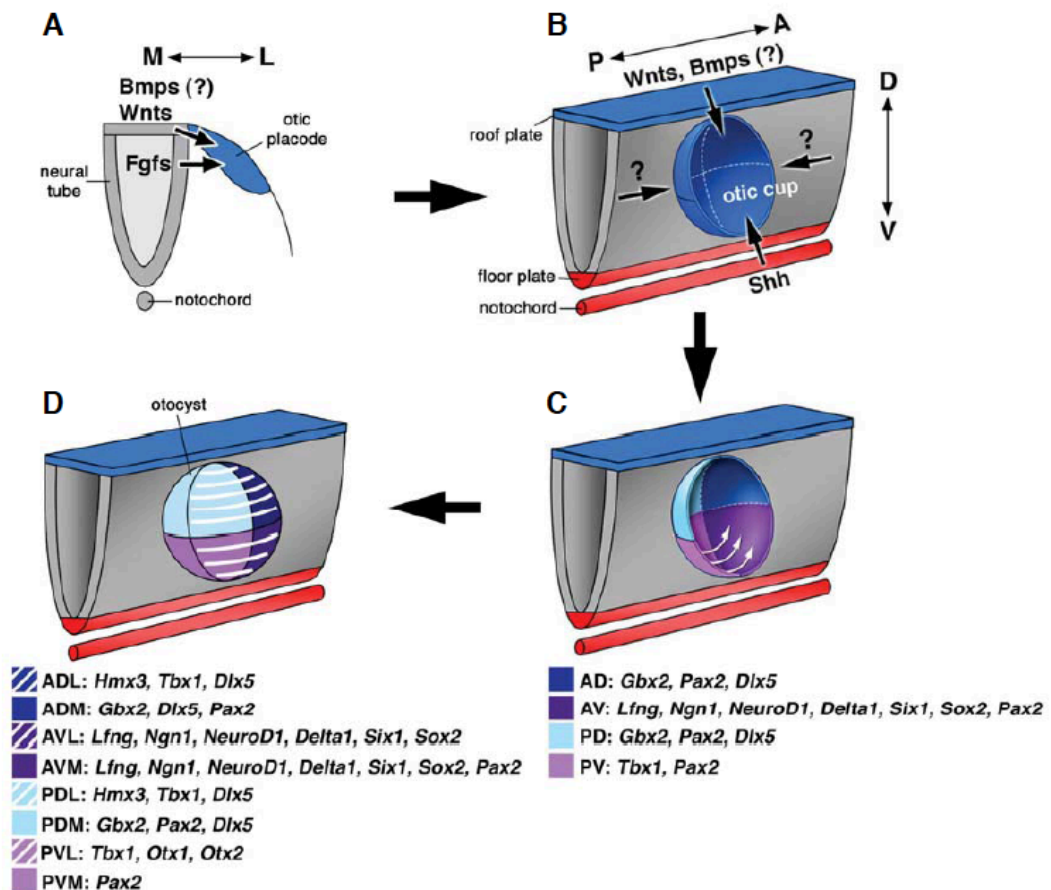 A
M L
Bmps (?)
Wnts
Fgfs
otic
placode
neural
tube
notochord
B
P A
Wnts, Bmps (?)
D
roof plate
? ?
otic cup
V
floor plate
Shh
notochord
D
otocyst
C
ADL: Hmx3, Tbx1, Dlx5
ADM: Gbx2, Dlx5, Pax2
AVL: Lfng, Ngn1, NeuroD1, Delta1, Six1, Sox2
AVM: Lfng, Ngn1, NeuroD1, Delta1, Six1, Sox2, Pax2
PDL: Hmx3, Tbx1, Dlx5
PDM: Gbx2, Pax2, Dlx5
PVL: Tbx1, Otx1, Otx2
PVM: Pax2
AD: Gbx2, Pax2, Dlx5
AV: Lfng, Ngn1, NeuroD1, Delta1, Six1, Sox2, Pax2
PD: Gbx2, Pax2, Dlx5
PV: Tbx1, Pax2